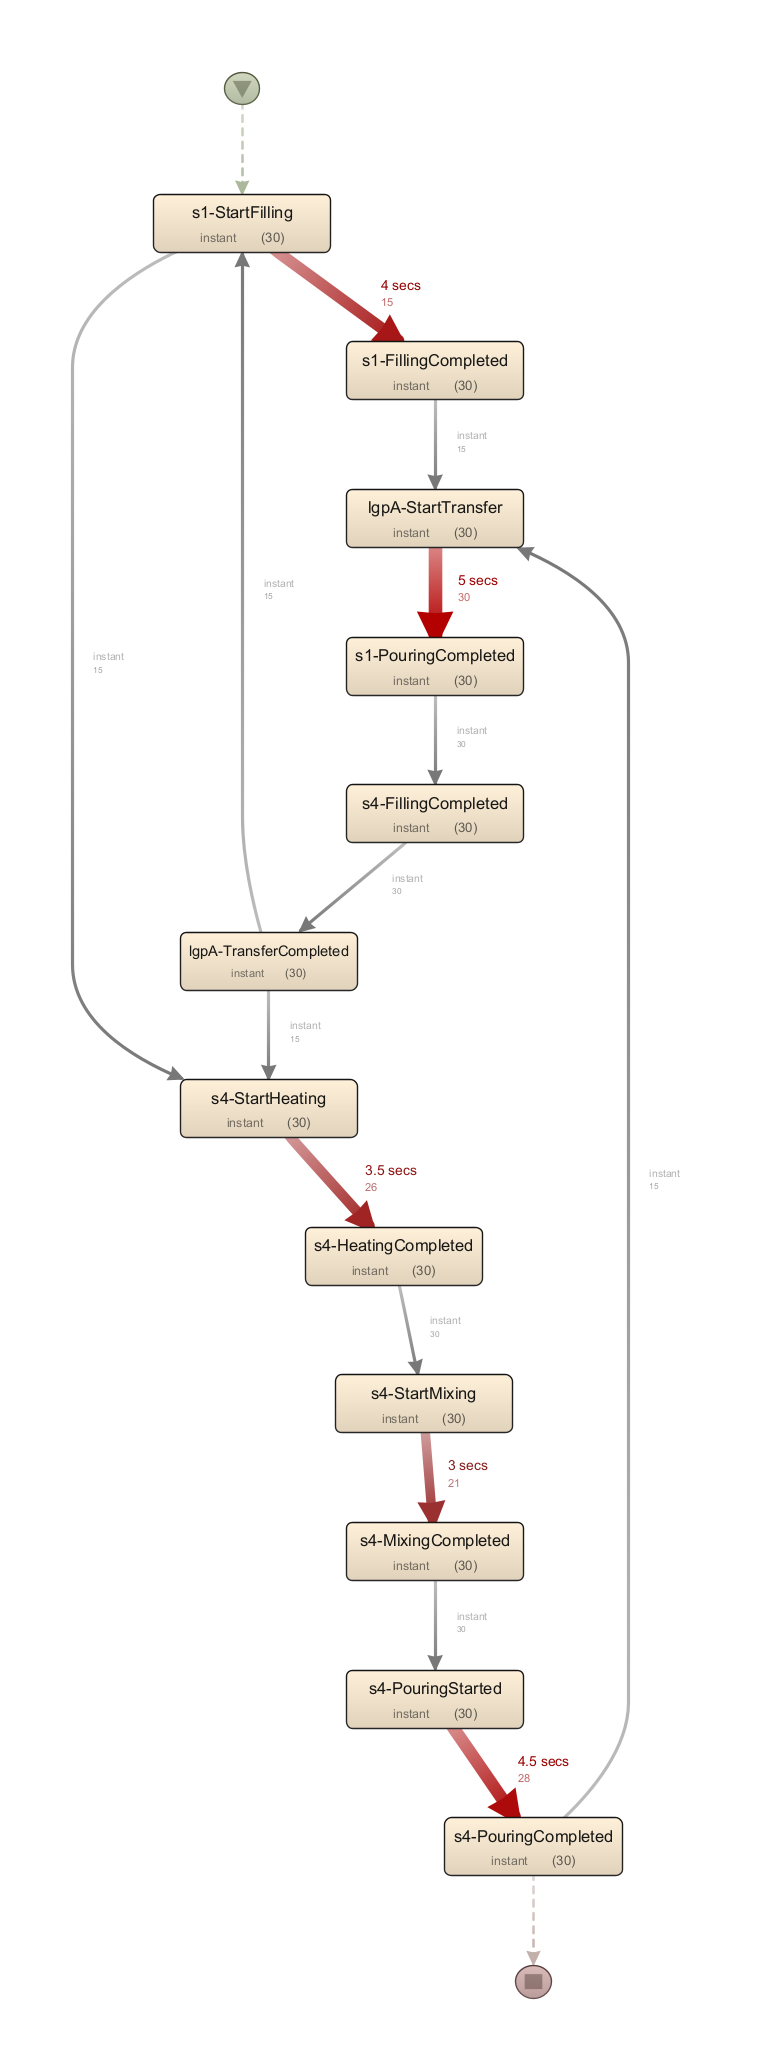 s1-StartFilling
instant (30)
4 secs
15
s1-FillingCompleted
instant (30)
instant
15
lgpA-StartTransfer
instant (30)
instant
15
5 secs
30
instant
15
s1-PouringCompleted
instant (30)
instant
30
s4-FillingCompleted
instant (30)
instant
30
lgpA-TransferCompleted
instant (30)
instant
15
s4-StartHeating
instant (30)
3.5 secs
26
instant
15
s4-HeatingCompleted
instant (30)
instant
30
s4-StartMixing
instant (30)
3 secs
21
s4-MixingCompleted
instant (30)
instant
30
s4-PouringStarted
instant (30)
4.5 secs
28
s4-PouringCompleted
instant (30)